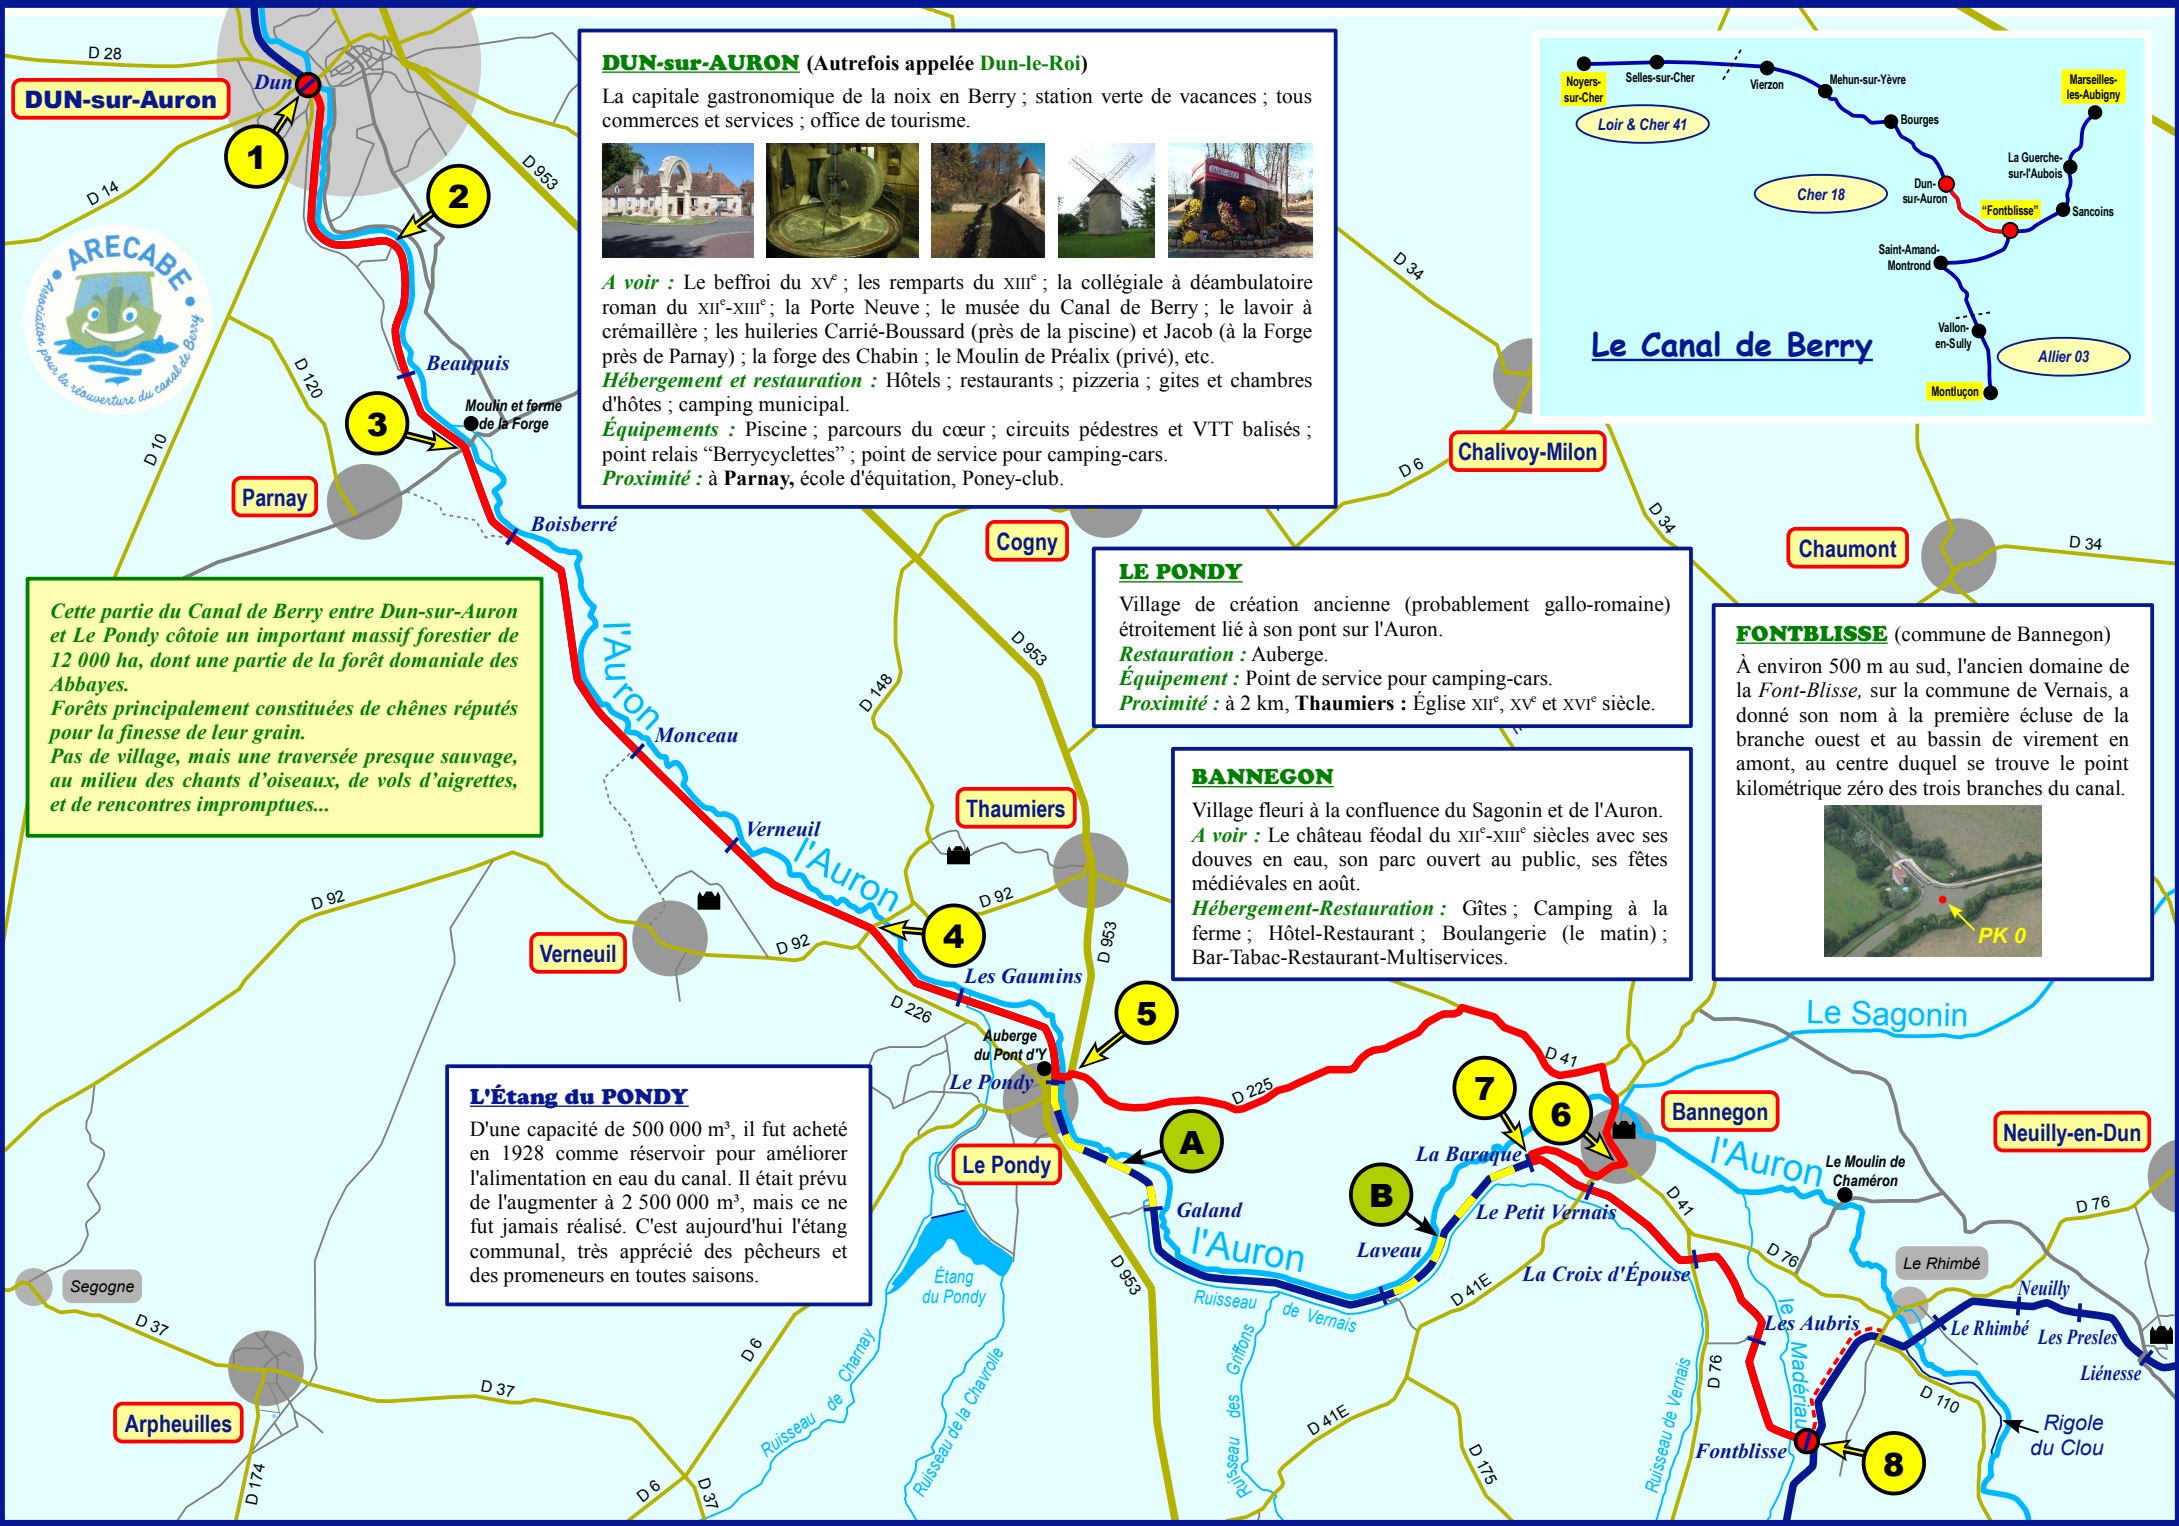 D 28
DUN-sur-Auron
Dun
1
D 14
2
D 953
ARECABE
Association pour la réouverture du canal de Berry
D 120
Beaupuis
Moulin et ferme
de la Forge
3
D 10
Parnay
Boisberré
DUN-sur-AURON (Autrefois appelée Dun-le-Roi)
La capitale gastronomique de la noix en Berry ; station verte de vacances ; tous
commerces et services ; office de tourisme.
A voir : Le beffroi du XVe ; les remparts du XIIIe ; la collégiale à déambulatoire
roman du XIIe-XIIIe ; la Porte Neuve ; le musée du Canal de Berry ; le lavoir à
crémaillère ; les huileries Carrié-Boussard (près de la piscine) et Jacob (à la Forge
près de Parnay) ; la forge des Chabin ; le Moulin de Préalix (privé), etc.
Hébergement et restauration : Hôtels ; restaurants ; pizzeria ; gites et chambres
d'hôtes ; camping municipal.
Équipements : Piscine ; parcours du cœur ; circuits pédestres et VTT balisés ;
point relais “Berrycyclettes” ; point de service pour camping-cars.
Proximité : à Parnay, école d'équitation, Poney-club.
Noyers-
sur-Cher
Selles-sur-Cher
Vierzon
Mehun-sur-Yèvre
Marseilles-
les-Aubigny
Loir & Cher 41
Bourges
La Guerche-
sur-l'Aubois
Cher 18
Dun-
sur-Auron
“Fontblisse”
Sancoins
Saint-Amand-
Montrond
Vallon-
en-Sully
Allier 03
Le Canal de Berry
Montluçon
D 34
D 6
Chalivoy-Milon
D 34
Cogny
Chaumont
D 34
Cette partie du Canal de Berry entre Dun-sur-Auron
et Le Pondy côtoie un important massif forestier de
12 000 ha, dont une partie de la forêt domaniale des
Abbayes.
Forêts principalement constituées de chênes réputés
pour la finesse de leur grain.
Pas de village, mais une traversée presque sauvage,
au milieu des chants d’oiseaux, de vols d’aigrettes,
et de rencontres impromptues...
l'Auron
D 953
D 148
Monceau
LE PONDY
Village de création ancienne (probablement gallo-romaine)
étroitement lié à son pont sur l'Auron.
Restauration : Auberge.
Équipement : Point de service pour camping-cars.
Proximité : à 2 km, Thaumiers : Église XIIe, XVe et XVIe siècle.
FONTBLISSE (commune de Bannegon)
À environ 500 m au sud, l'ancien domaine de
la Font-Blisse, sur la commune de Vernais, a
donné son nom à la première écluse de la
branche ouest et au bassin de virement en
amont, au centre duquel se trouve le point
kilométrique zéro des trois branches du canal.
PK 0
BANNEGON
Village fleuri à la confluence du Sagonin et de l'Auron.
A voir : Le château féodal du XIIe-XIIIe siècles avec ses
douves en eau, son parc ouvert au public, ses fêtes
médiévales en août.
Hébergement-Restauration : Gîtes ; Camping à la
ferme ; Hôtel-Restaurant ; Boulangerie (le matin) ;
Bar-Tabac-Restaurant-Multiservices.
Thaumiers
Verneuil
l'Auron
D 92
D 92
D 92
4
Verneuil
D 953
Les Gaumins
D 226
5
Auberge
du Pont d'Y
Le Pondy
Le Sagonin
D 41
D 225
7
6
Bannegon
Neuilly-en-Dun
L'Étang du PONDY
D'une capacité de 500 000 m³, il fut acheté
en 1928 comme réservoir pour améliorer
l'alimentation en eau du canal. Il était prévu
de l'augmenter à 2 500 000 m³, mais ce ne
fut jamais réalisé. C'est aujourd'hui l'étang
communal, très apprécié des pêcheurs et
des promeneurs en toutes saisons.
A
Le Pondy
La Baraque
l'Auron
Le Moulin de
Chaméron
B
Galand
Le Petit Vernais
D 41
D 76
l'Auron
Laveau
D 76
Le Rhimbé
La Croix d'Épouse
D 41E
D 953
Étang
du Pondy
Ruisseau de Vernais
Segogne
D 37
Neuilly
Les Aubris
Le Rhimbé
Les Presles
Liénesse
le Madériau
D 6
Ruisseau de Charnay
Ruisseau de la Chavrolle
Ruisseau des Griffons
D 76
Ruisseau de Vernais
D 37
D 110
Arpheuilles
D 41E
Rigole
du Clou
Fontblisse
8
D 175
D 174
D 6
D 37